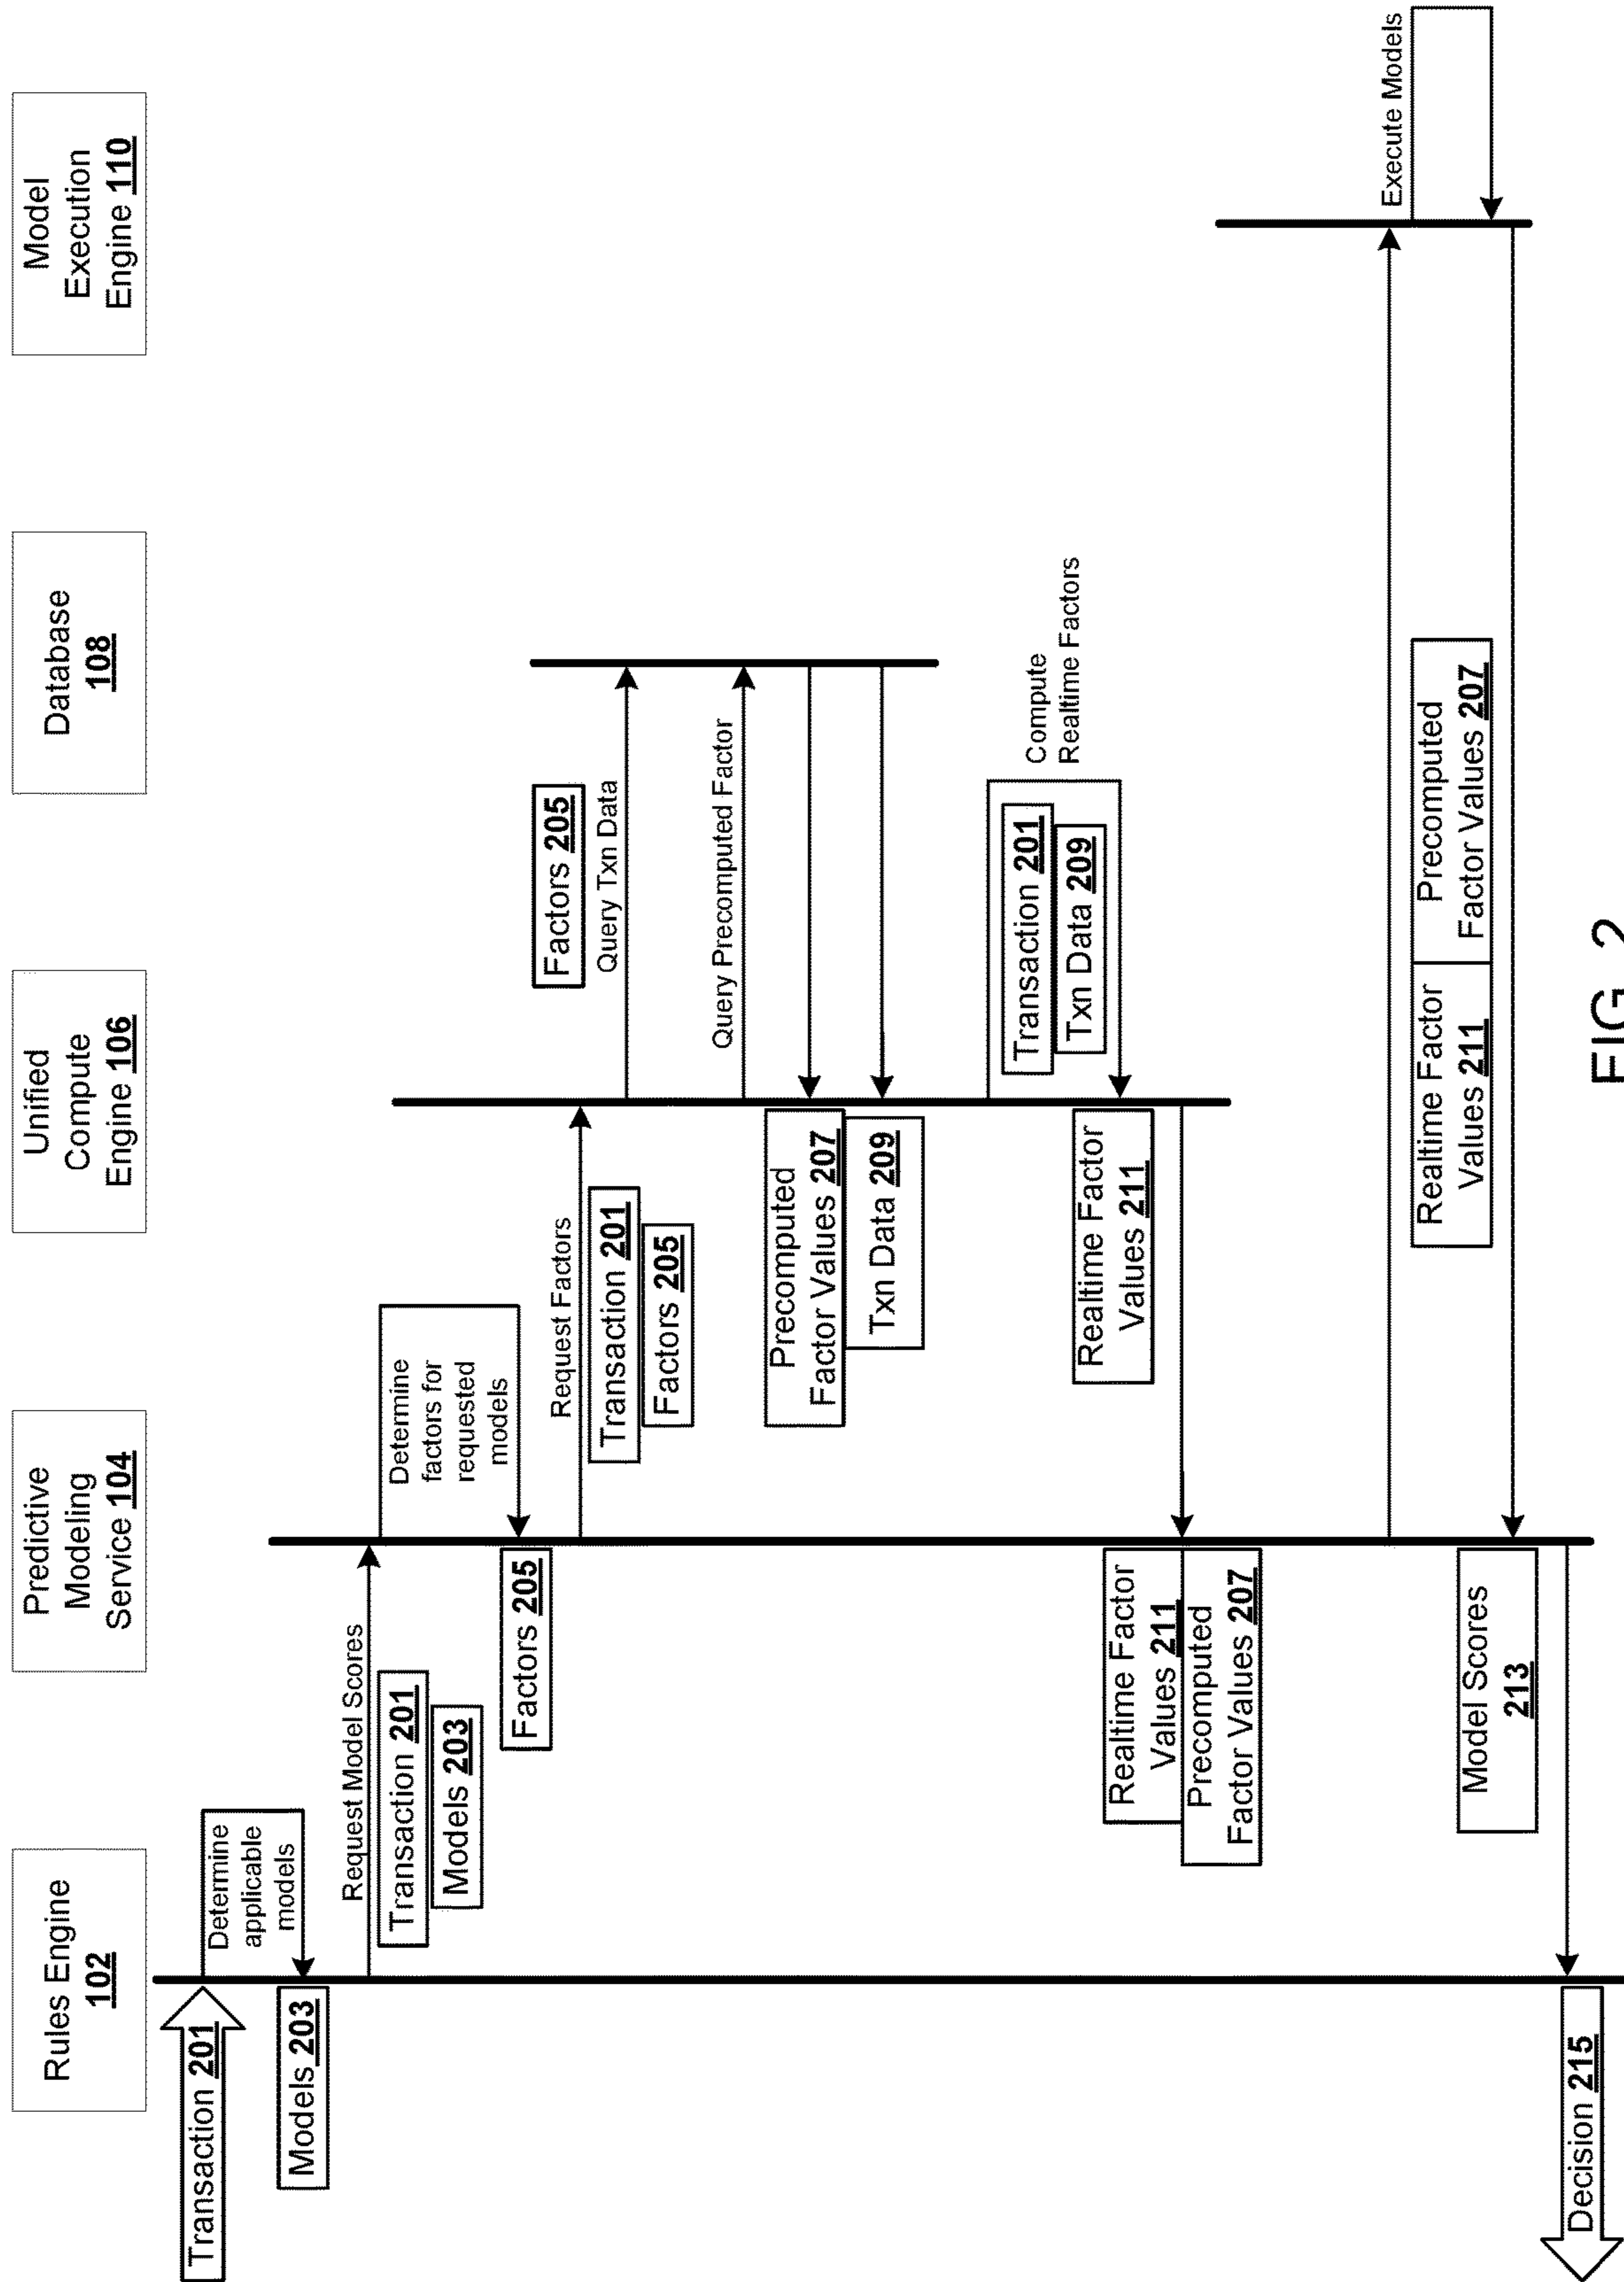 Rules Engine
102
Predictive
Modeling
Service 104
Unified
Compute
Engine 106
Database
108
Model
Execution
Engine 110
Transaction 201
Determine
applicable
models
Models 203
Request Model Scores
Transaction 201
Models 203
Determine
factors for
requested
models
Factors 205
Request Factors
Transaction 201
Factors 205
Factors 205
Query Txn Data
Query Precomputed Factor
Precomputed
Factor Values 207
Txn Data 209
Compute
Realtime Factors
Transaction 201
Txn Data 209
Realtime Factor
Values 211
Realtime Factor
Values 211
Precomputed
Factor Values 207
Execute Models
Realtime Factor
Values 211
Precomputed
Factor Values 207
Model Scores
213
Decision 215
FIG. 2